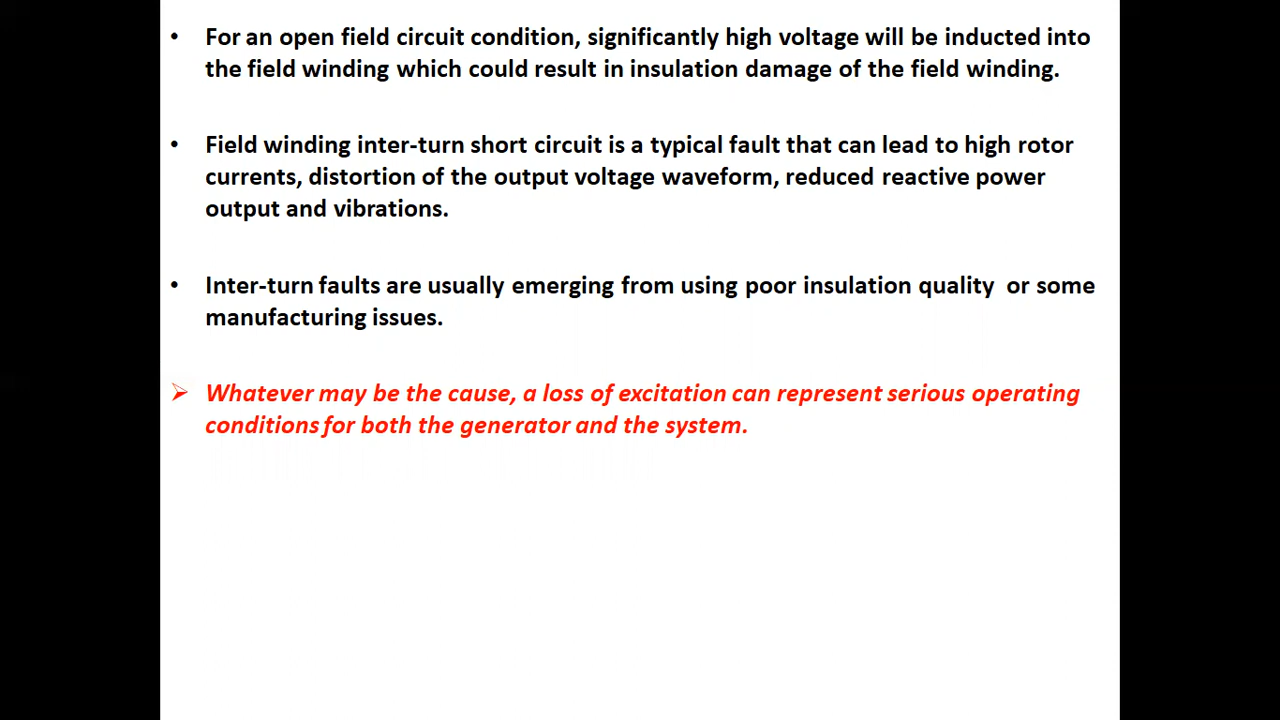 • For an open field circuit condition, significantly high voltage will be inducted into
the field winding which could result in insulation damage of the field winding.
• Field winding inter-turn short circuit is a typical fault that can lead to high rotor
currents, distortion of the output voltage waveform, reduced reactive power
output and vibrations.
• Inter-turn faults are usually emerging from using poor insulation quality or some
manufacturing issues.
➢ Whatever may be the cause, a loss of excitation can represent serious operating
conditions for both the generator and the system.